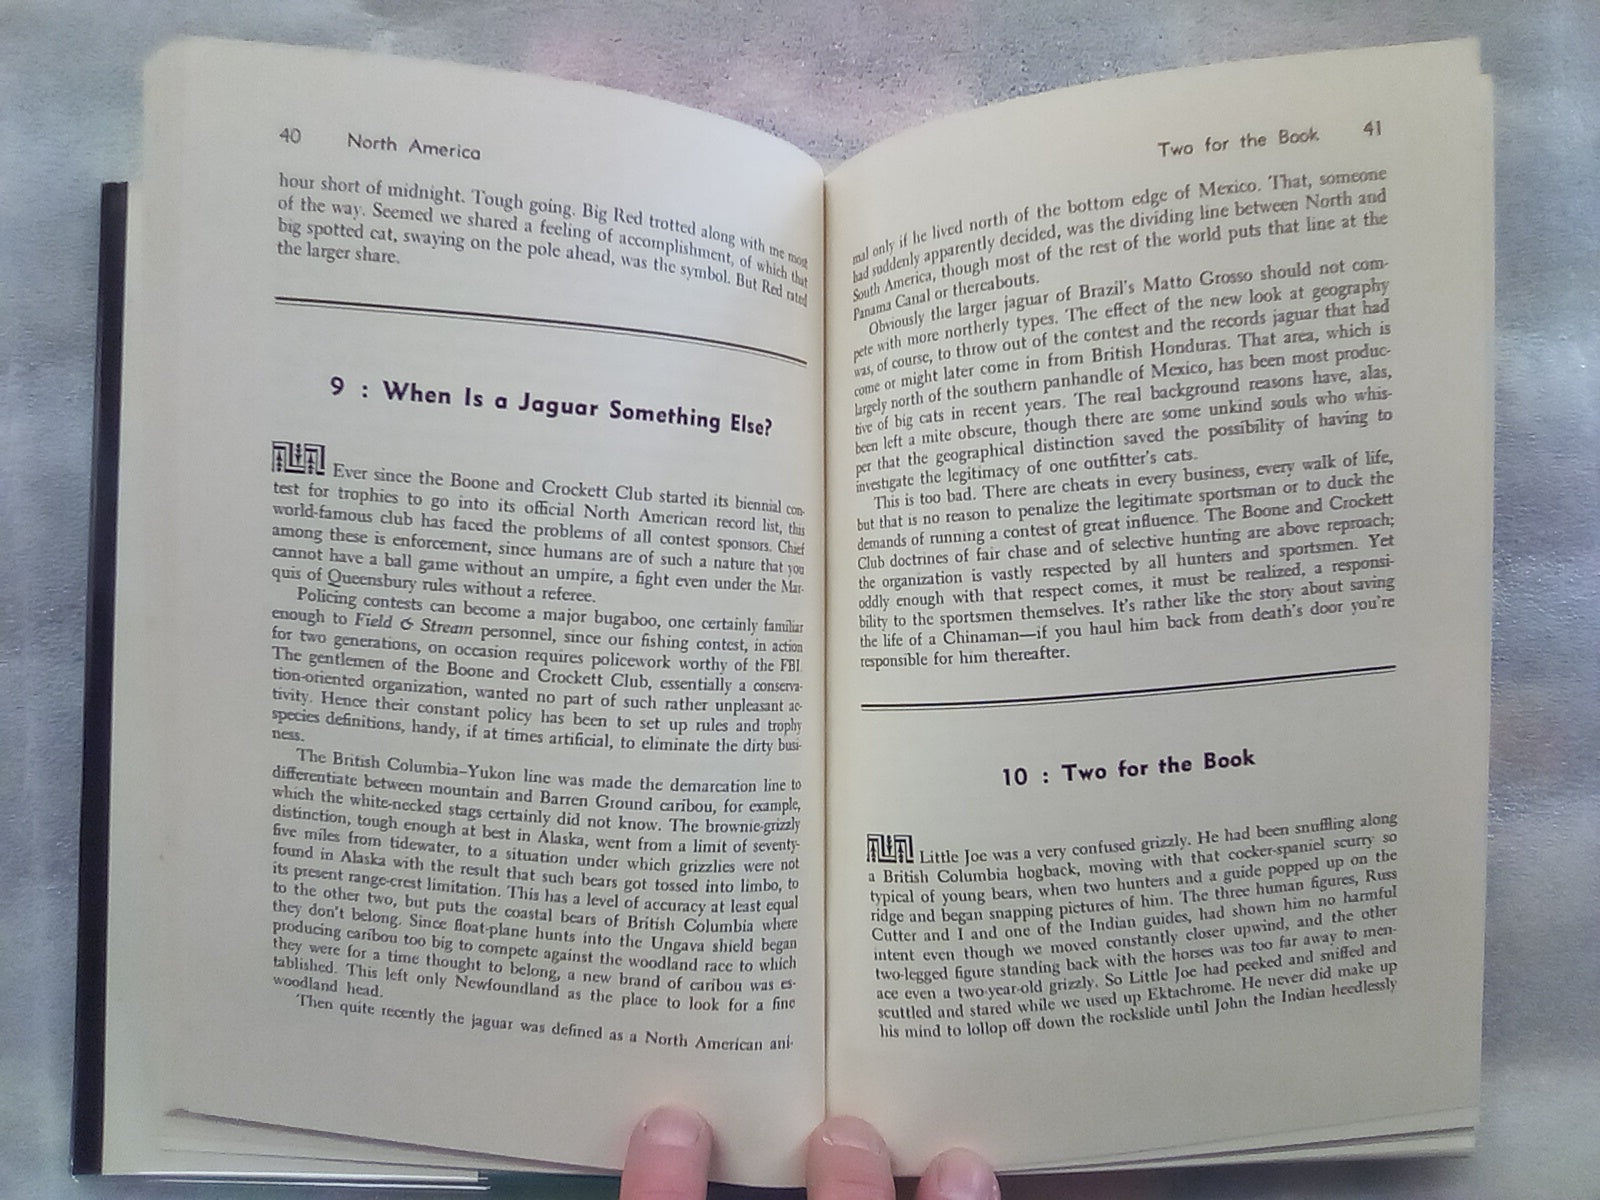 40 North America
hour short of midnight. Tough going. Big Red trotted along with me most
of the way. Seemed we shared a feeling of accomplishment, of which that
big spotted cat, swaying on the pole ahead, was the symbol. But Red rated
the larger share.
9 : When Is a Jaguar Something Else?
Ever since the Boone and Crockett Club started its biennial con-
test for trophies to go into its official North American record list, this
world-famous club has faced the problems of all contest sponsors. Chief
among these is enforcement, since humans are of such a nature that you
cannot have a ball game without an umpire, a fight even under the Mar-
quis of Queensbury rules without a referee.
Policing contests can become a major bugaboo, one certainly familiar
enough to Field & Stream personnel, since our fishing contest, in action
for two generations, on occasion requires policework worthy of the FBI.
The gentlemen of the Boone and Crockett Club, essentially a conserva-
tion-oriented organization, wanted no part of such rather unpleasant ac-
tivity. Hence their constant policy has been to set up rules and trophy
species definitions, handy, if at times artificial, to eliminate the dirty busi-
ness.
The British Columbia–Yukon line was made the demarcation line to
differentiate between mountain and Barren Ground caribou, for example,
which the white-necked stags certainly did not know. The brownie-grizzly
distinction, tough enough at best in Alaska, went from a limit of seventy-
five miles from tidewater, to a situation under which grizzlies were not
found in Alaska with the result that such bears got tossed into limbo, to
its present range-crest limitation. This has a level of accuracy at least equal
to the other two, but puts the coastal bears of British Columbia where
they don't belong. Since float-plane hunts into the Ungava shield began
producing caribou too big to compete against the woodland race to which
they were for a time thought to belong, a new brand of caribou was es-
tablished. This left only Newfoundland as the place to look for a fine
woodland head.
Then quite recently the jaguar was defined as a North American ani-
Two for the Book 41
mal only if he lived north of the bottom edge of Mexico. That, someone
had suddenly apparently decided, was the dividing line between North and
South America, though most of the rest of the world puts that line at the
Panama Canal or thereabouts.
Obviously the larger jaguar of Brazil's Matto Grosso should not com-
pete with more northerly types. The effect of the new look at geography
was, of course, to throw out of the contest and the records jaguar that had
come or might later come in from British Honduras. That area, which is
largely north of the southern panhandle of Mexico, has been most produc-
tive of big cats in recent years. The real background reasons have, alas,
been left a mite obscure, though there are some unkind souls who whis-
per that the geographical distinction saved the possibility of having to
investigate the legitimacy of one outfitter's cats.
This is too bad. There are cheats in every business, every walk of life,
but that is no reason to penalize the legitimate sportsman or to duck the
demands of running a contest of great influence. The Boone and Crockett
Club doctrines of fair chase and of selective hunting are above reproach;
the organization is vastly respected by all hunters and sportsmen. Yet
oddly enough with that respect comes, it must be realized, a responsi-
bility to the sportsmen themselves. It's rather like the story about saving
the life of a Chinaman—if you haul him back from death's door you're
responsible for him thereafter.
10 : Two for the Book
Little Joe was a very confused grizzly. He had been snuffling along
a British Columbia hogback, moving with that cocker-spaniel scurry so
typical of young bears, when two hunters and a guide popped up on the
ridge and began snapping pictures of him. The three human figures, Russ
Cutter and I and one of the Indian guides, had shown him no harmful
intent even though we moved constantly closer upwind, and the other
two-legged figure standing back with the horses was too far away to men-
ace even a two-year-old grizzly. So Little Joe had peeked and sniffed and
scuttled and stared while we used up Ektachrome. He never did make up
his mind to lollop off down the rockslide until John the Indian heedlessly